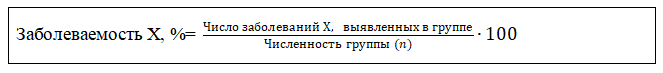 Заболеваемость X, %= Число заболеваний X, выявленных в группе / Численность группы (n) · 100